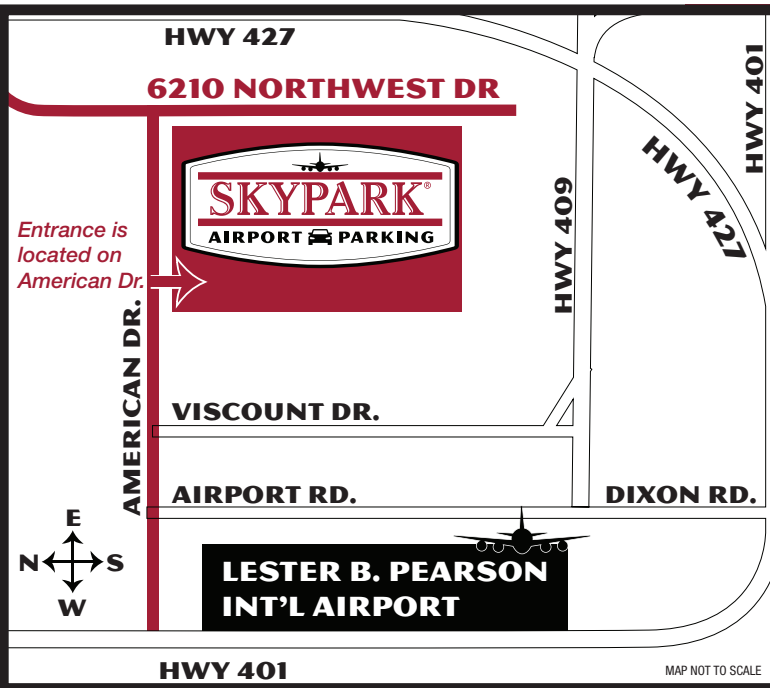 HWY 427
HWY 401
6210 NORTHWEST DR
HWY 427
SKYPARK®
AIRPORT PARKING
HWY 409
Entrance is
located on
American Dr.
AMERICAN DR.
VISCOUNT DR.
AIRPORT RD.
DIXON RD.
E
N S
W
LESTER B. PEARSON
INT'L AIRPORT
HWY 401
MAP NOT TO SCALE